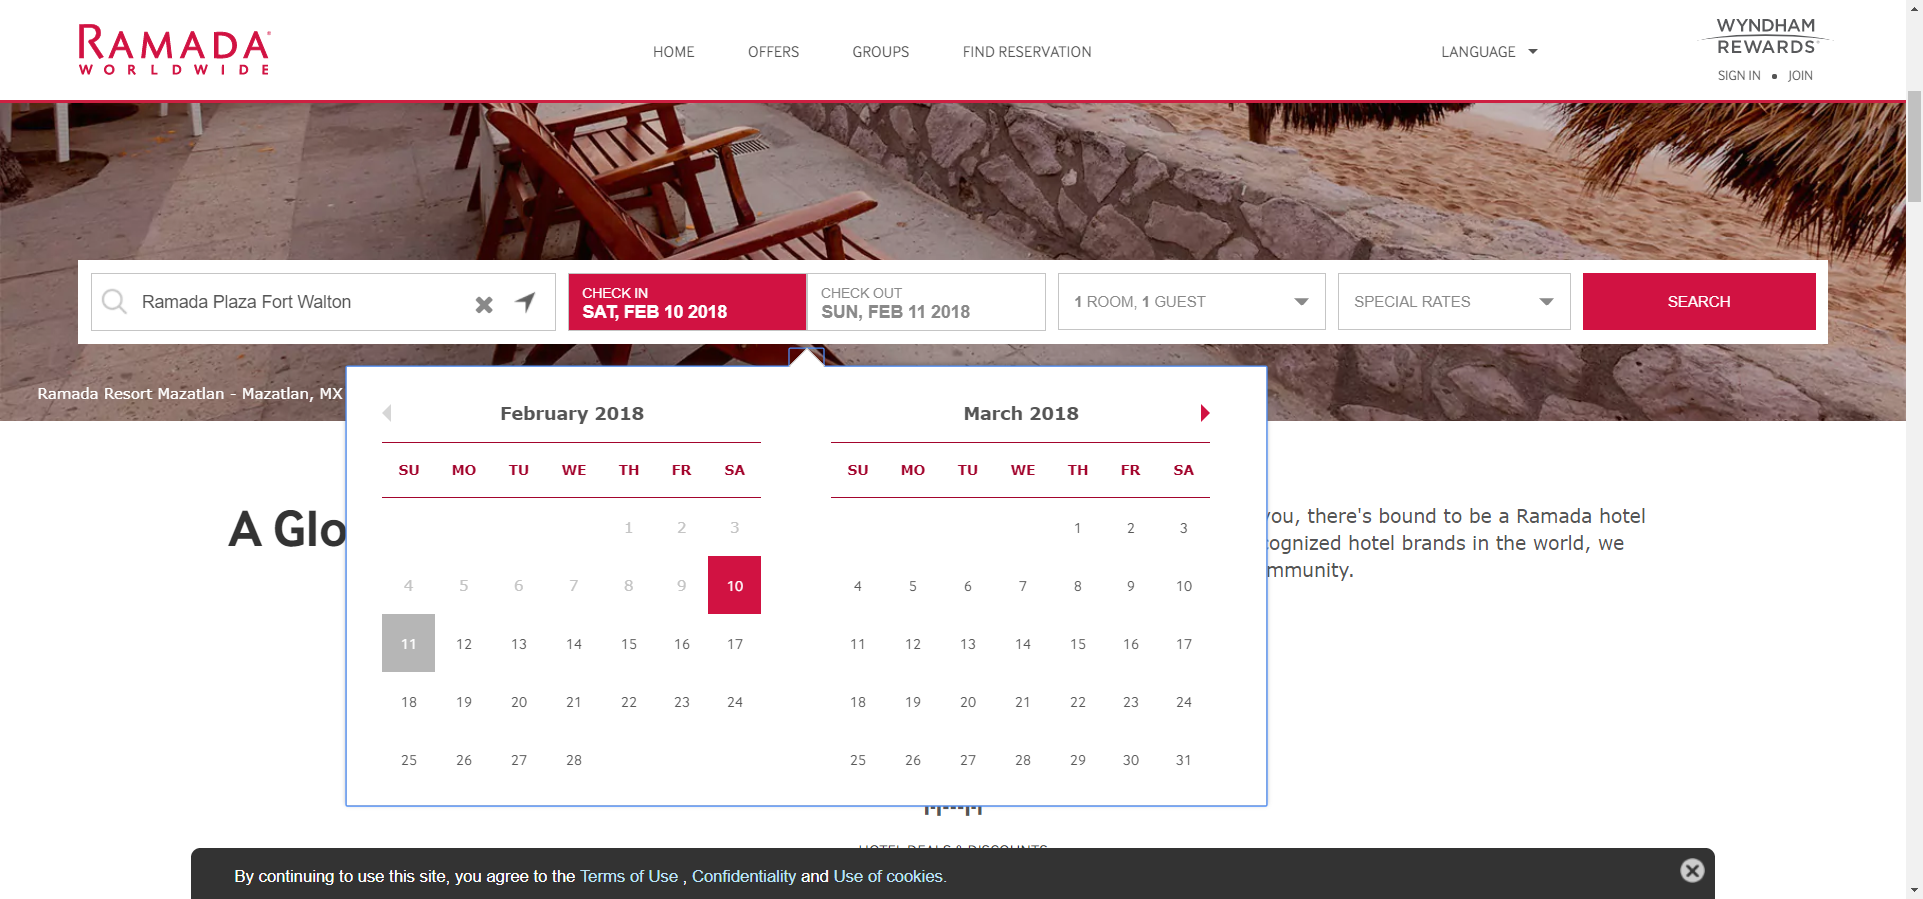 RAMADA
WORLDWIDE
HOME OFFERS GROUPS FIND RESERVATION
LANGUAGE
WYNDHAM
REWARDS
SIGN IN • JOIN
Ramada Plaza Fort Walton
CHECK IN
SAT, FEB 10 2018
CHECK OUT
SUN, FEB 11 2018
1 ROOM, 1 GUEST
SPECIAL RATES
SEARCH
Ramada Resort Mazatlan - Mazatlan, MX
February 2018
SU MO TU WE TH FR SA
1 2 3
4 5 6 7 8 9 10
11 12 13 14 15 16 17
18 19 20 21 22 23 24
25 26 27 28
March 2018
SU MO TU WE TH FR SA
1 2 3
4 5 6 7 8 9 10
11 12 13 14 15 16 17
18 19 20 21 22 23 24
25 26 27 28 29 30 31
A Glo
you, there's bound to be a Ramada hotel
ognized hotel brands in the world, we
mmunity.
HOTEL DEALS & DISCOUNTS
By continuing to use this site, you agree to the Terms of Use , Confidentiality and Use of cookies.